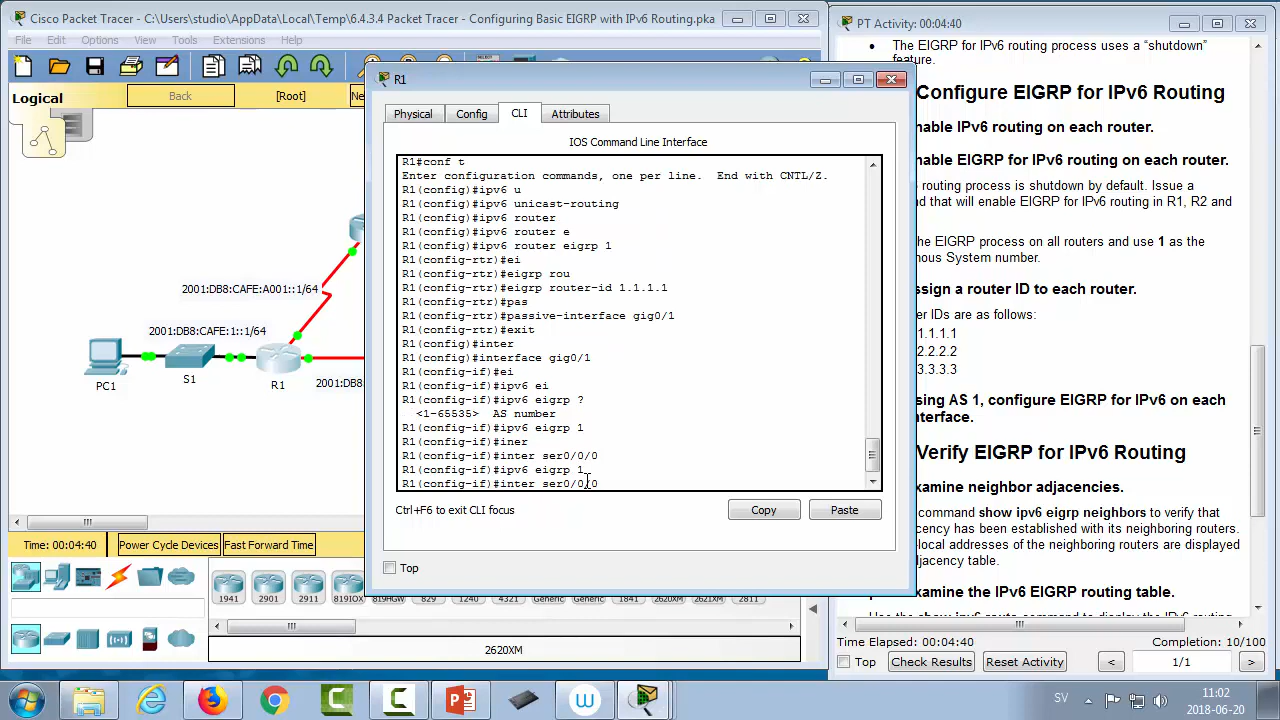 Cisco Packet Tracer - C:\Users\studio\AppData\Local\Temp\6.4.3.4 Packet Tracer - Configuring Basic EIGRP with IPv6 Routing.pka
File Edit Options View Tools Extensions Help
Logical
Back
[Root]
Ne
2001:DB8:CAFE:A001::1/64
2001:DB8:CAFE:1::1/64
2001:DB8
PC1
S1
R1
Time: 00:04:40
Power Cycle Devices
Fast Forward Time
1941
2901
2911
819IOX
819HGW
829
1240
4321
Generic
Generic
1841
2620XM
2621XM
2811
2620XM
R1
Physical
Config
CLI
Attributes
IOS Command Line Interface
R1#conf t
Enter configuration commands, one per line.  End with CNTL/Z.
R1(config)#ipv6 u
R1(config)#ipv6 unicast-routing
R1(config)#ipv6 router
R1(config)#ipv6 router e
R1(config)#ipv6 router eigrp 1
R1(config-rtr)#ei
R1(config-rtr)#eigrp rou
R1(config-rtr)#eigrp router-id 1.1.1.1
R1(config-rtr)#pas
R1(config-rtr)#passive-interface gig0/1
R1(config-rtr)#exit
R1(config)#inter
R1(config)#interface gig0/1
R1(config-if)#ei
R1(config-if)#ipv6 ei
R1(config-if)#ipv6 eigrp ?
<1-65535>  AS number
R1(config-if)#ipv6 eigrp 1
R1(config-if)#iner
R1(config-if)#inter ser0/0/0
R1(config-if)#ipv6 eigrp 1
R1(config-if)#inter ser0/0/0
Ctrl+F6 to exit CLI focus
Copy
Paste
Top
PT Activity: 00:04:40
The EIGRP for IPv6 routing process uses a “shutdown”
feature.
Configure EIGRP for IPv6 Routing
nable IPv6 routing on each router.
nable EIGRP for IPv6 routing on each router.
routing process is shutdown by default. Issue a
nd that will enable EIGRP for IPv6 routing in R1, R2 and
he EIGRP process on all routers and use 1 as the
nous System number.
ssign a router ID to each router.
er IDs are as follows:
1.1.1.1
2.2.2.2
3.3.3.3
sing AS 1, configure EIGRP for IPv6 on each
nterface.
Verify EIGRP for IPv6 Routing
xamine neighbor adjacencies.
command show ipv6 eigrp neighbors to verify that
cency has been established with its neighboring routers.
local addresses of the neighboring routers are displayed
djacency table.
xamine the IPv6 EIGRP routing table.
Time Elapsed: 00:04:40
Completion: 10/100
Top
Check Results
Reset Activity
<
1/1
>
SV
11:02
2018-06-20